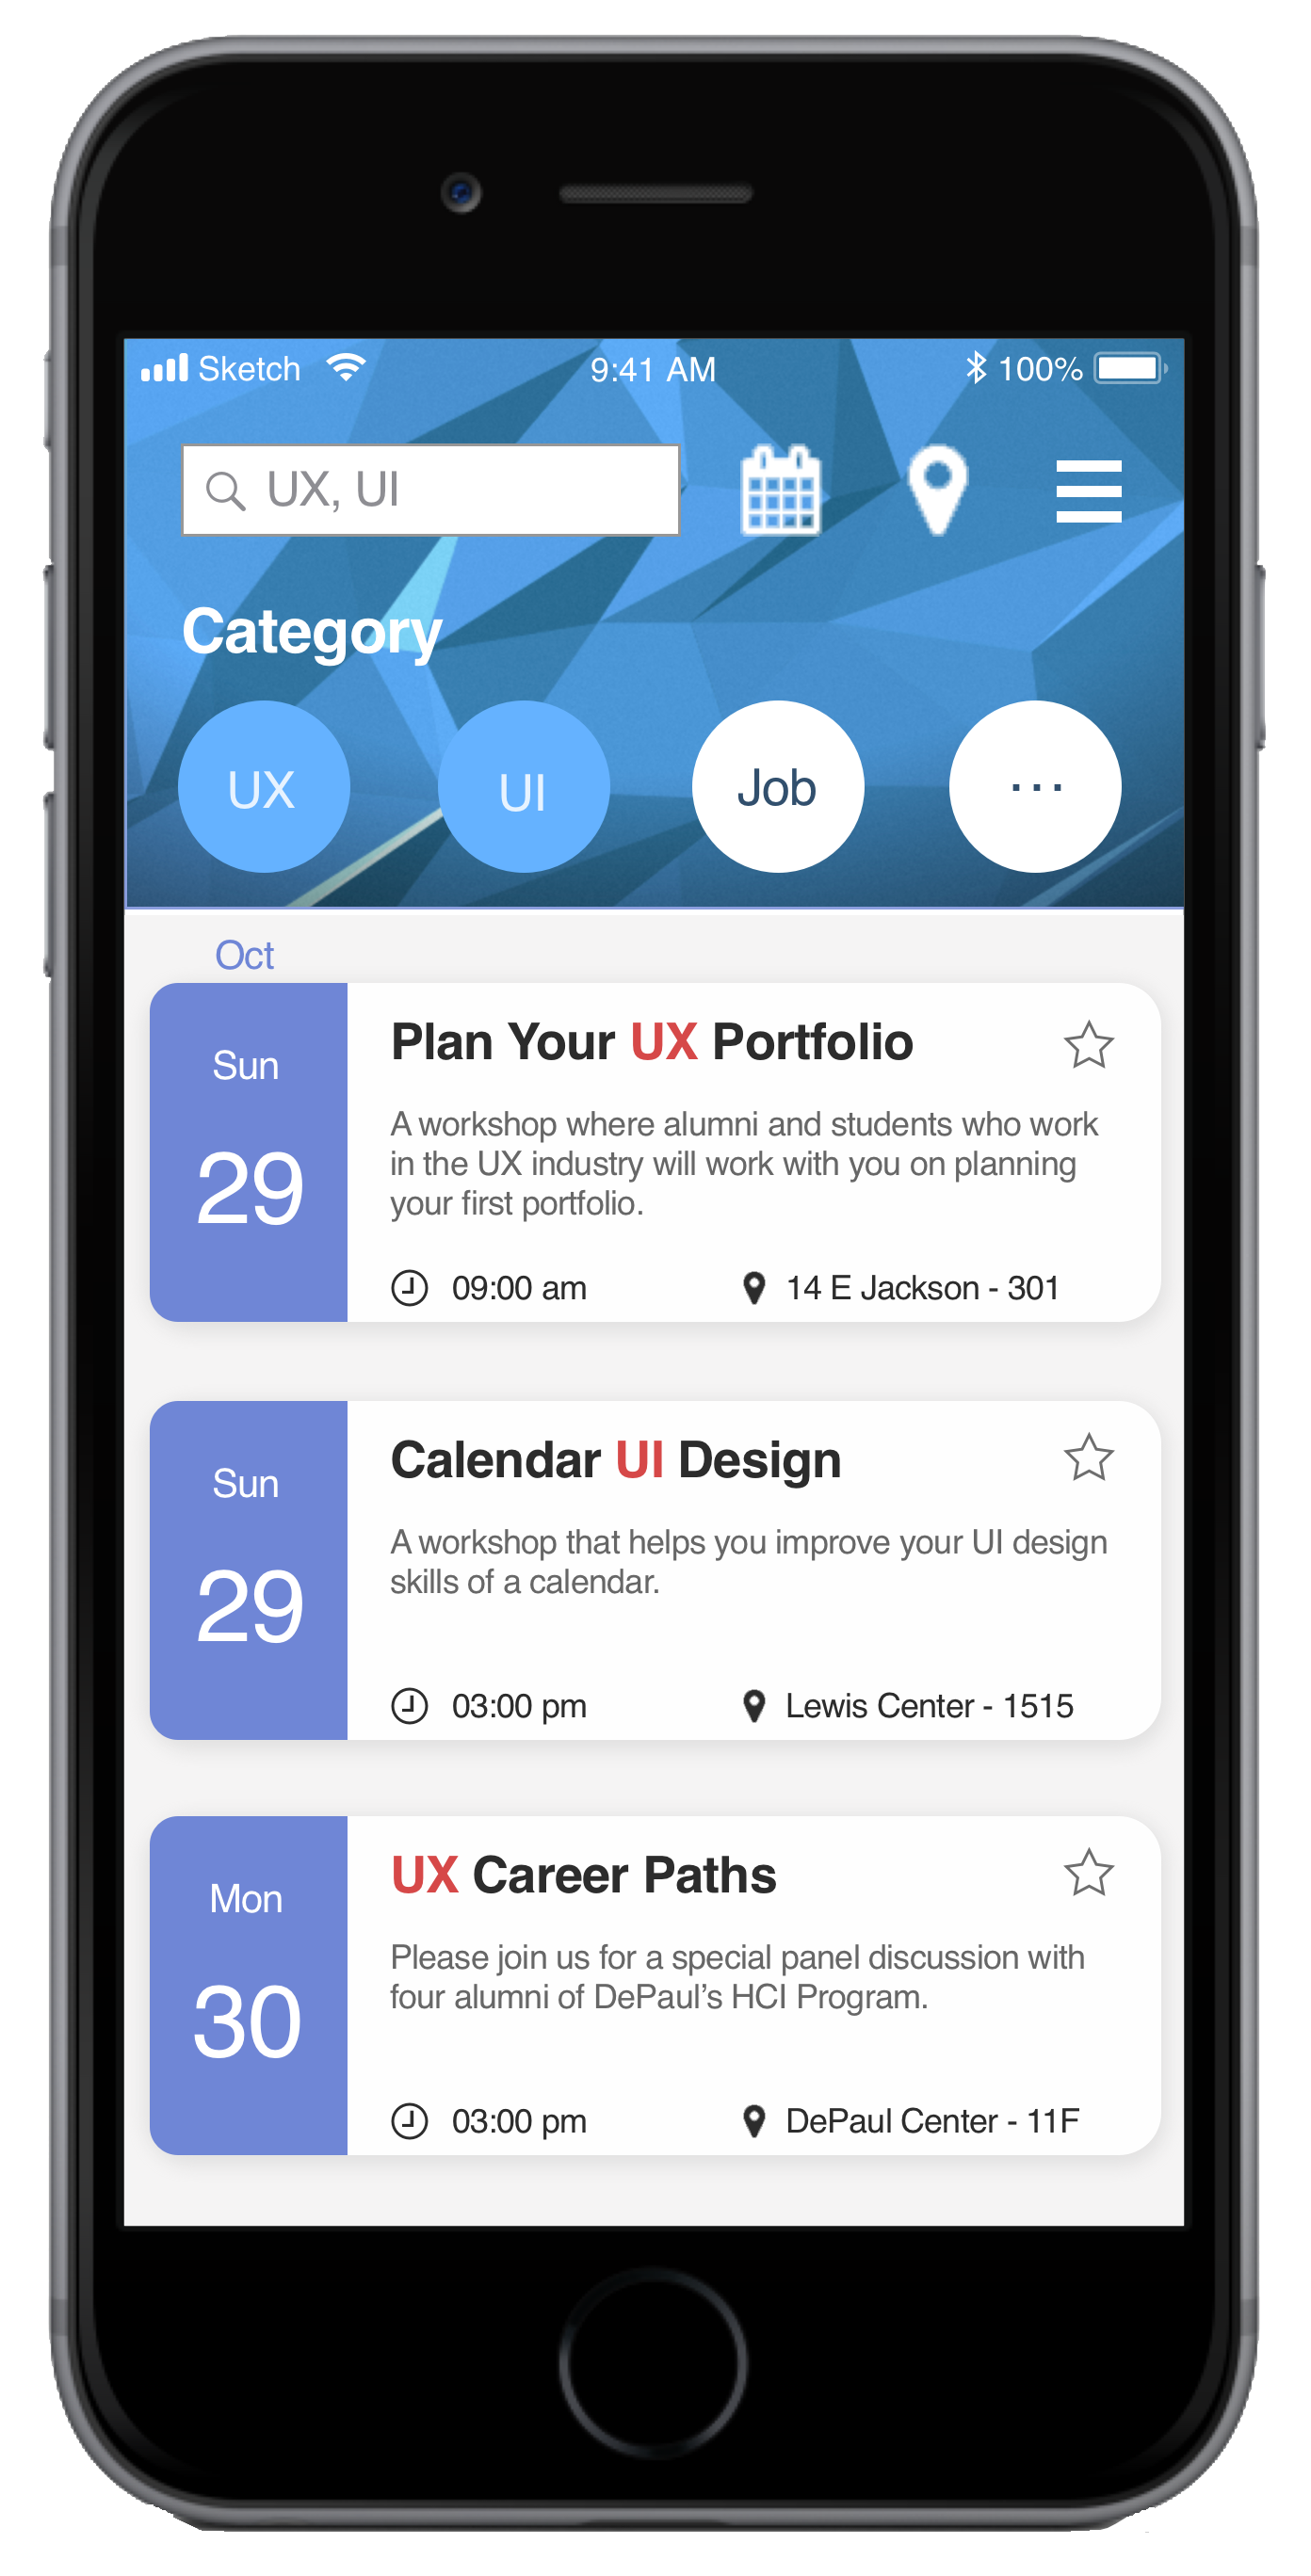 Sketch 9:41 AM 100%
UX, UI
Category
UX UI Job ...
Oct
Sun
29
Plan Your UX Portfolio
A workshop where alumni and students who work
in the UX industry will work with you on planning
your first portfolio.
09:00 am 14 E Jackson - 301
Sun
29
Calendar UI Design
A workshop that helps you improve your UI design
skills of a calendar.
03:00 pm Lewis Center - 1515
Mon
30
UX Career Paths
Please join us for a special panel discussion with
four alumni of DePaul’s HCI Program.
03:00 pm DePaul Center - 11F